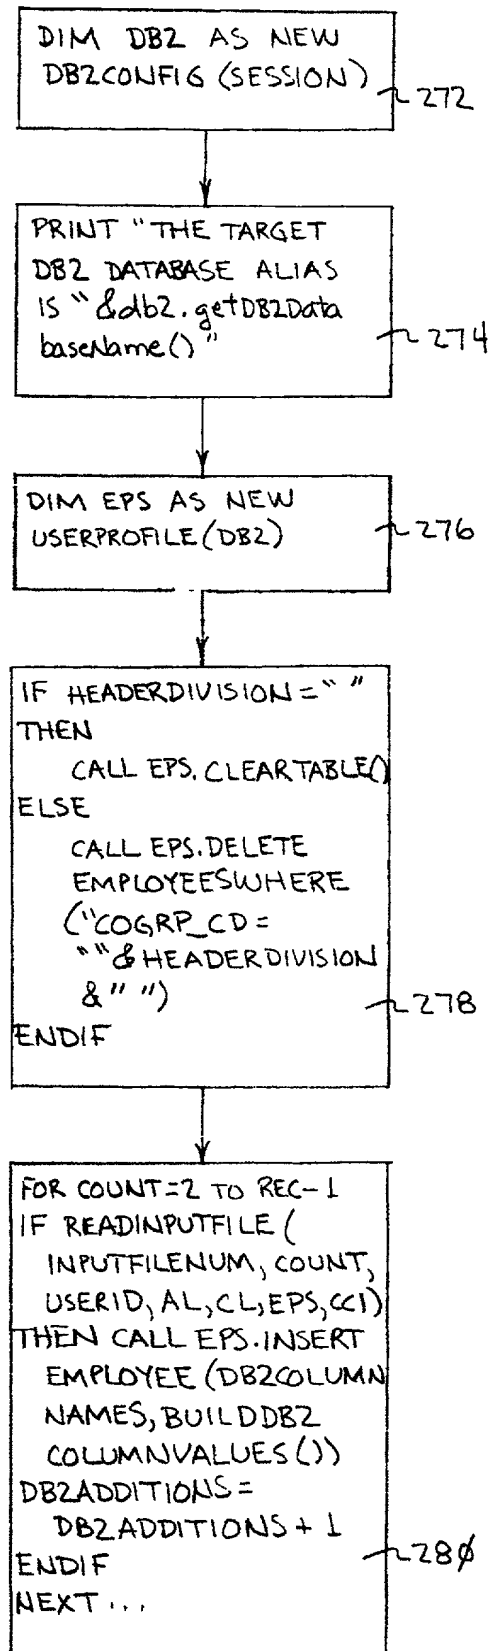 DIM DB2 AS NEW
DB2CONFIG (SESSION)
272
PRINT "THE TARGET
DB2 DATABASE ALIAS
IS " &db2.getDB2Data
baseName() "
274
DIM EPS AS NEW
USERPROFILE(DB2)
276
IF HEADERDIVISION = " "
THEN
CALL EPS.CLEARTABLE()
ELSE
CALL EPS.DELETE
EMPLOYEESWHERE
("COGRP_CD =
"" & HEADERDIVISION
& " ")
278
ENDIF
FOR COUNT=2 TO REC-1
IF READINPUTFILE (
INPUTFILENUM, COUNT,
USERID, AL, CL, EPS, CCI)
THEN CALL EPS.INSERT
EMPLOYEE (DB2COLUMN
NAMES, BUILDDB2
COLUMNVALUES())
DB2ADDITIONS =
DB2ADDITIONS + 1
280
ENDIF
NEXT ...